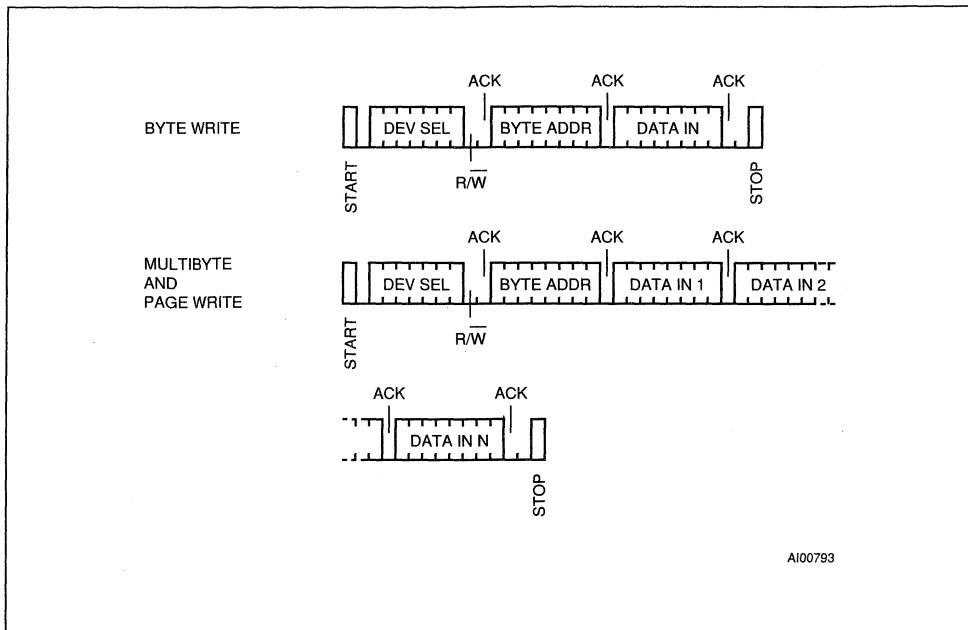 ACK ACK ACK
BYTE WRITE
DEV SEL BYTE ADDR DATA IN
R/W̅
START
STOP
ACK ACK ACK
MULTIBYTE
AND
PAGE WRITE
DEV SEL BYTE ADDR DATA IN 1 DATA IN 2
R/W̅
START
ACK ACK
DATA IN N
STOP
AI00793